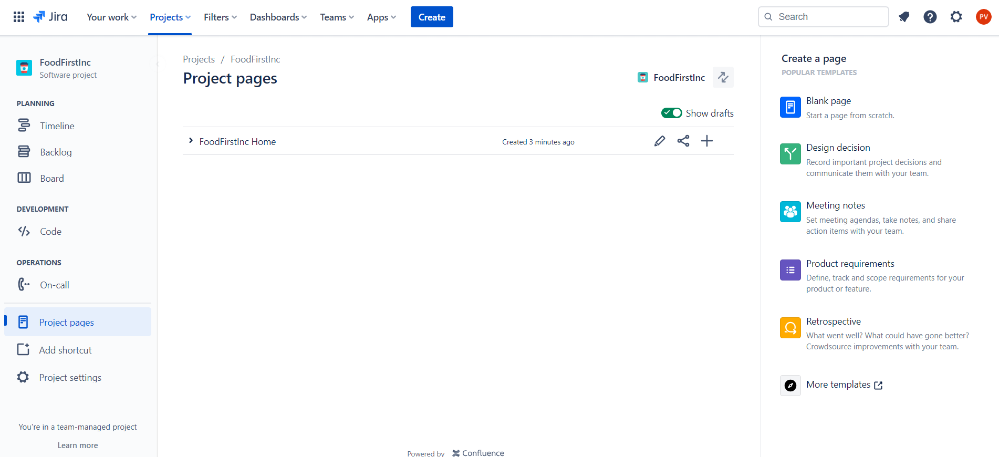 Jira
Your work
Projects
Filters
Dashboards
Teams
Apps
Create
Search
PV
FoodFirstInc
Software project
PLANNING
Timeline
Backlog
Board
DEVELOPMENT
Code
OPERATIONS
On-call
Project pages
Add shortcut
Project settings
You're in a team-managed project
Learn more
Projects / FoodFirstInc
Project pages
FoodFirstInc
Show drafts
FoodFirstInc Home
Created 3 minutes ago
Powered by Confluence
Create a page
POPULAR TEMPLATES
Blank page
Start a page from scratch.
Design decision
Record important project decisions and
communicate them with your team.
Meeting notes
Set meeting agendas, take notes, and share
action items with your team.
Product requirements
Define, track and scope requirements for your
product or feature.
Retrospective
What went well? What could have gone better?
Crowdsource improvements with your team.
More templates